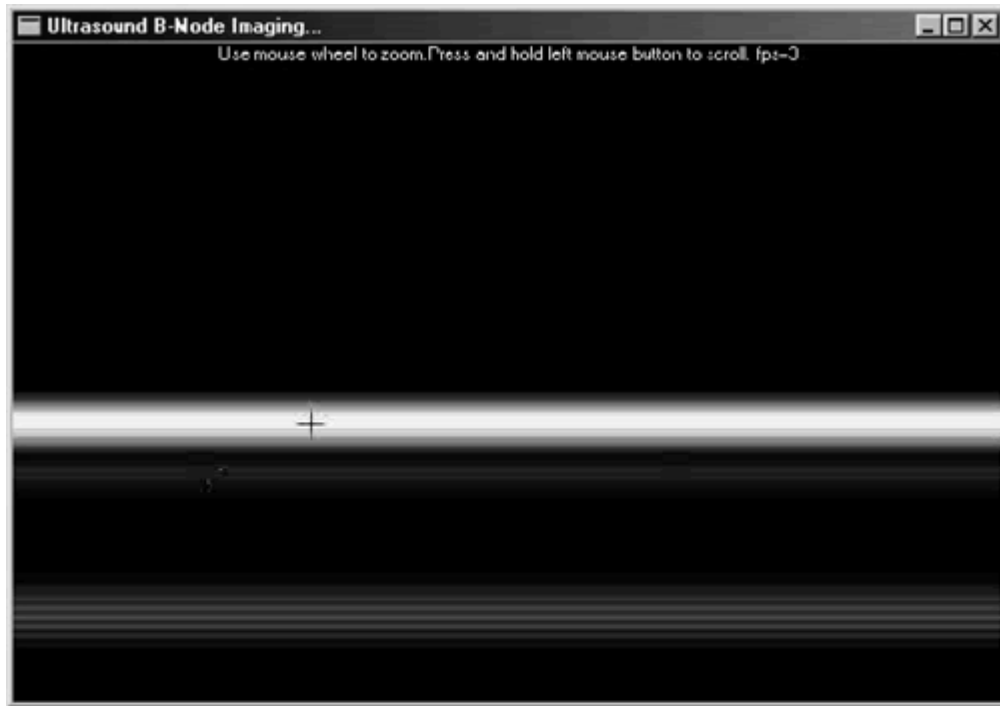 Ultrasound B-Node Imaging...
Use mouse wheel to zoom.Press and hold left mouse button to scroll. fps=3